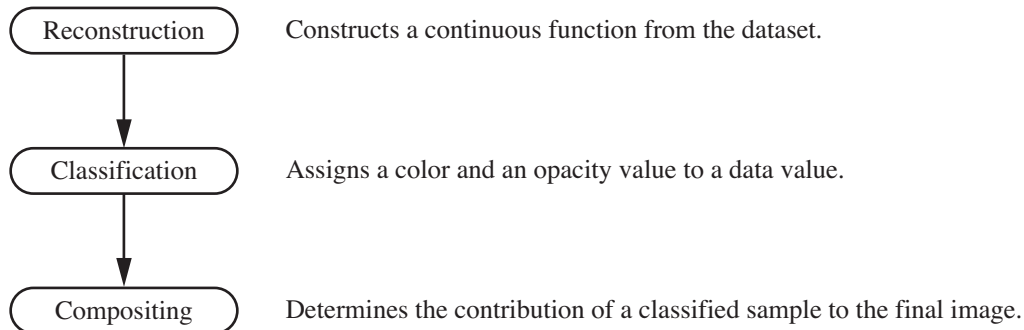 Reconstruction Constructs a continuous function from the dataset.
Classification Assigns a color and an opacity value to a data value.
Compositing Determines the contribution of a classified sample to the final image.